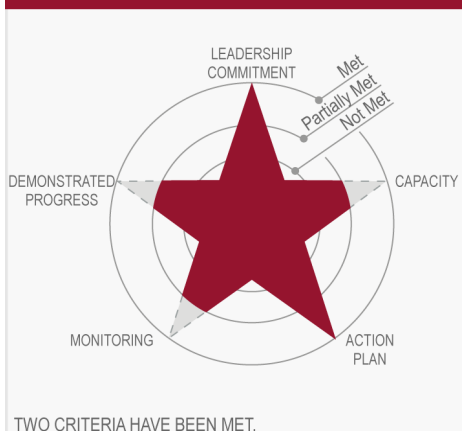 LEADERSHIP
COMMITMENT
Met
Partially Met
Not Met
DEMONSTRATED
PROGRESS
CAPACITY
MONITORING
ACTION
PLAN
TWO CRITERIA HAVE BEEN MET.